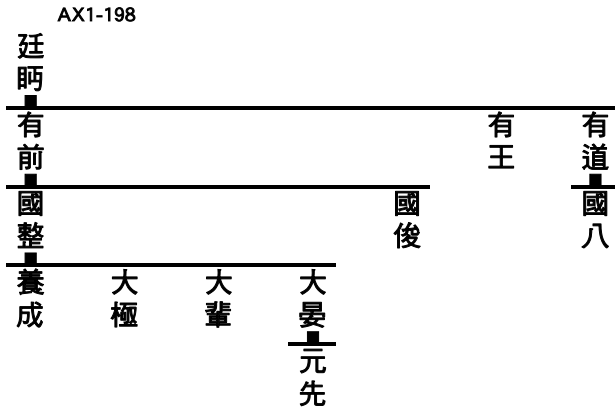 AX1-198
廷眄
有前
有王
有道
國整
國俊
國八
養成
大極
大輩
大晏
元先